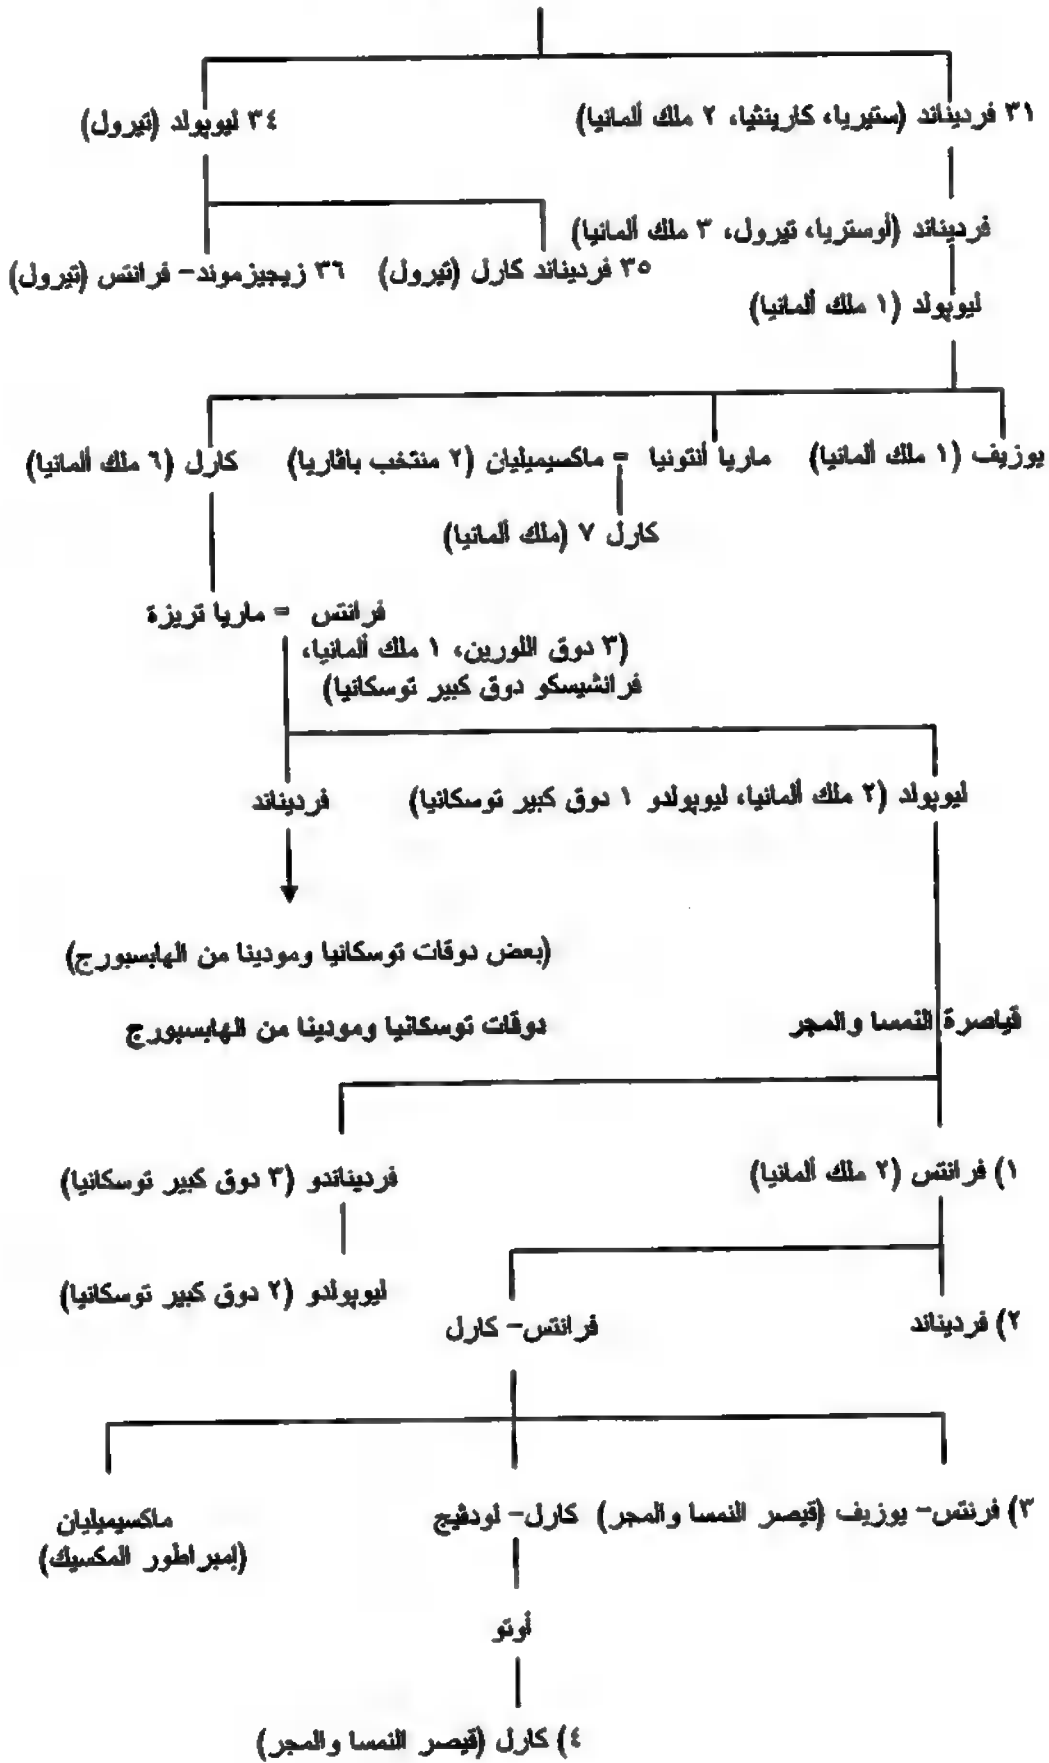 ٣١ فرديناند (ستيريا، كارينثيا، ٢ ملك ألمانيا)
٣٤ ليوبولد (تيرول)
فرديناند (أوستريا، تيرول، ٣ ملك ألمانيا)
٣٥ فرديناند كارل (تيرول)
٣٦ زيجيزموند- فرانتس (تيرول)
ليوبولد (١ ملك ألمانيا)
يوزيف (١ ملك ألمانيا)
ماريا أنتونيا = ماكسيميليان (٢ منتخب باڤاريا)
كارل (٦ ملك ألمانيا)
كارل ٧ (ملك ألمانيا)
فرانتس = ماريا تريزة
(٣ دوق اللورين، ١ ملك ألمانيا،
فرانشيسكو دوق كبير توسكانيا)
ليوبولد (٢ ملك ألمانيا، ليوبولدو ١ دوق كبير توسكانيا)
فرديناند
(بعض دوقات توسكانيا ومودينا من الهابسبورج)
قياصرة النمسا والمجر
دوقات توسكانيا ومودينا من الهابسبورج
١) فرانتس (٢ ملك ألمانيا)
فرديناندو (٣ دوق كبير توسكانيا)
ليوبولدو (٢ دوق كبير توسكانيا)
٢) فرديناند
فرانتس- كارل
٣) فرنتس- يوزيف (قيصر النمسا والمجر)
كارل- لودڤيج
ماكسيميليان
(إمبراطور المكسيك)
أوتو
٤) كارل (قيصر النمسا والمجر)